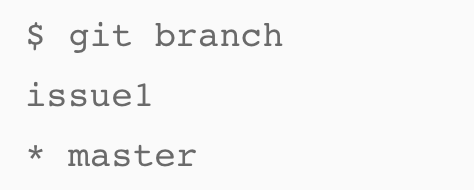 $ git branch
issue1
* master